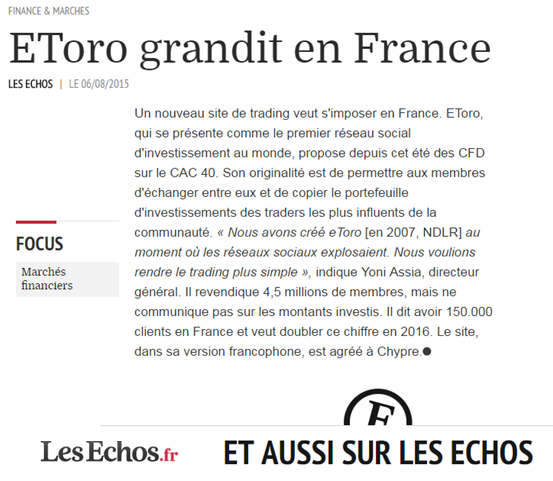 FINANCE & MARCHES
EToro grandit en France
LES ECHOS | LE 06/08/2015
Un nouveau site de trading veut s'imposer en France. EToro,
qui se présente comme le premier réseau social
d'investissement au monde, propose depuis cet été des CFD
sur le CAC 40. Son originalité est de permettre aux membres
d'échanger entre eux et de copier le portefeuille
d'investissements des traders les plus influents de la
communauté. « Nous avons créé eToro [en 2007, NDLR] au
moment où les réseaux sociaux explosaient. Nous voulions
rendre le trading plus simple », indique Yoni Assia, directeur
général. Il revendique 4,5 millions de membres, mais ne
communique pas sur les montants investis. Il dit avoir 150.000
clients en France et veut doubler ce chiffre en 2016. Le site,
dans sa version francophone, est agréé à Chypre.●
FOCUS
Marchés
financiers
E
LesEchos.fr
ET AUSSI SUR LES ECHOS